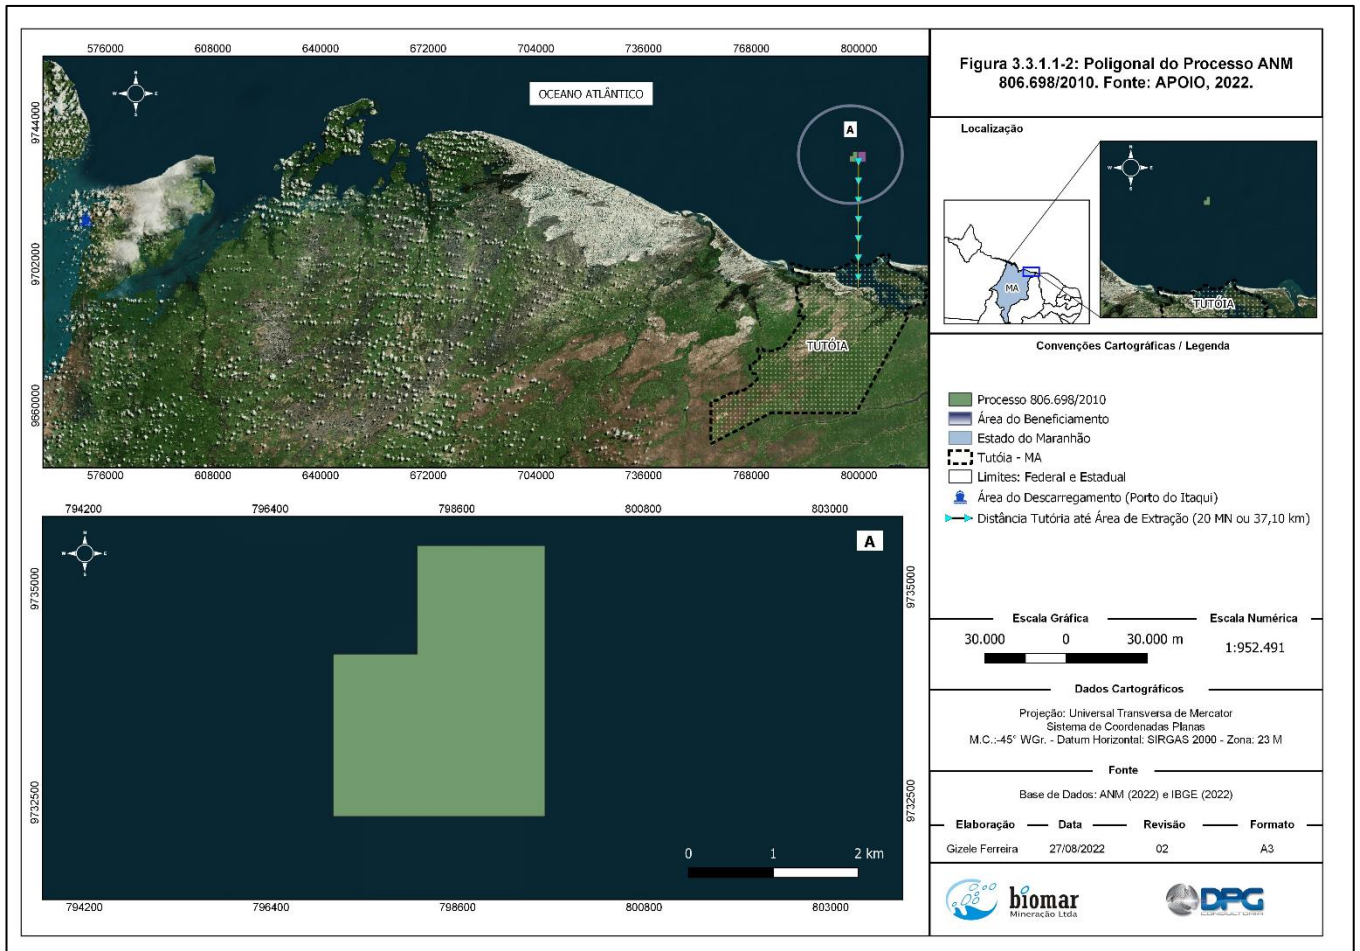 576000 608000 640000 672000 704000 736000 768000 800000
9744000
9702000
9660000
OCEANO ATLÂNTICO
A
TUTÓIA
576000 608000 640000 672000 704000 736000 768000 800000
794200 796400 798600 800800 803000
9735000
9732500
A
9735000
9732500
0 1 2 km
794200 796400 798600 800800 803000
Figura 3.3.1.1-2: Poligonal do Processo ANM
806.698/2010. Fonte: APOIO, 2022.
Localização
MA
TUTÓIA
Convenções Cartográficas / Legenda
Processo 806.698/2010
Área do Beneficiamento
Estado do Maranhão
Tutóia - MA
Limites: Federal e Estadual
Área do Descarregamento (Porto do Itaqui)
Distância Tutória até Área de Extração (20 MN ou 37,10 km)
Escala Gráfica Escala Numérica
30.000 0 30.000 m
1:952.491
Dados Cartográficos
Projeção: Universal Transversa de Mercator
Sistema de Coordenadas Planas
M.C.:-45° WGr. - Datum Horizontal: SIRGAS 2000 - Zona: 23 M
Fonte
Base de Dados: ANM (2022) e IBGE (2022)
Elaboração Data Revisão Formato
Gizele Ferreira 27/08/2022 02 A3
biomar
Mineração Ltda
DPG
CONSULTORIA